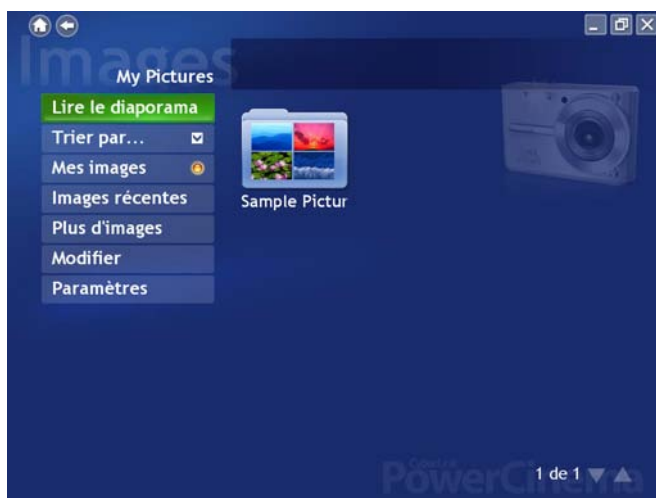 Images
My Pictures
Lire le diaporama
Trier par...
Mes images
Images récentes
Plus d'images
Modifier
Paramètres
Sample Pictur
PowerCinema
1 de 1